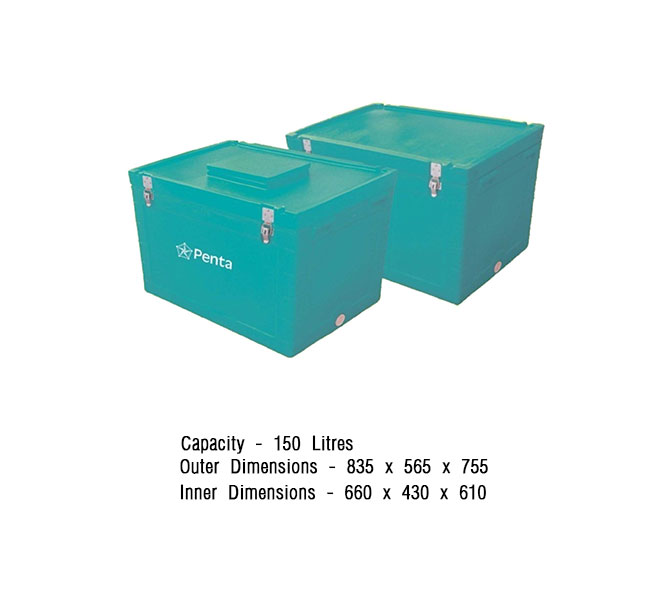 Penta
Capacity - 150 Litres
Outer Dimensions - 835 x 565 x 755
Inner Dimensions - 660 x 430 x 610